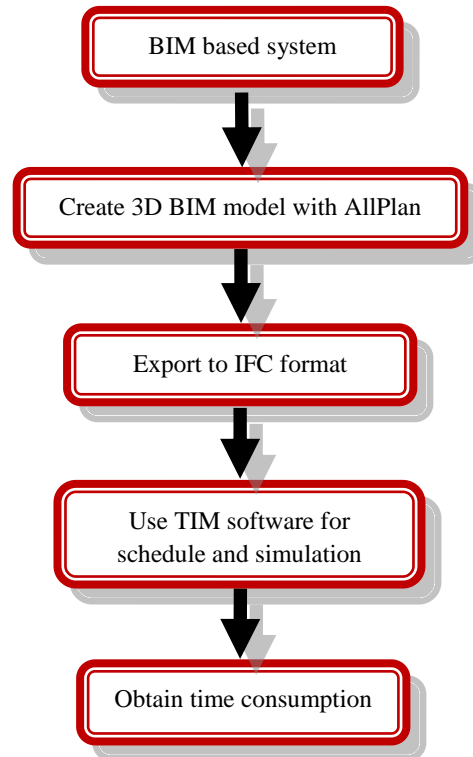 BIM based system
Create 3D BIM model with AllPlan
Export to IFC format
Use TIM software for
schedule and simulation
Obtain time consumption